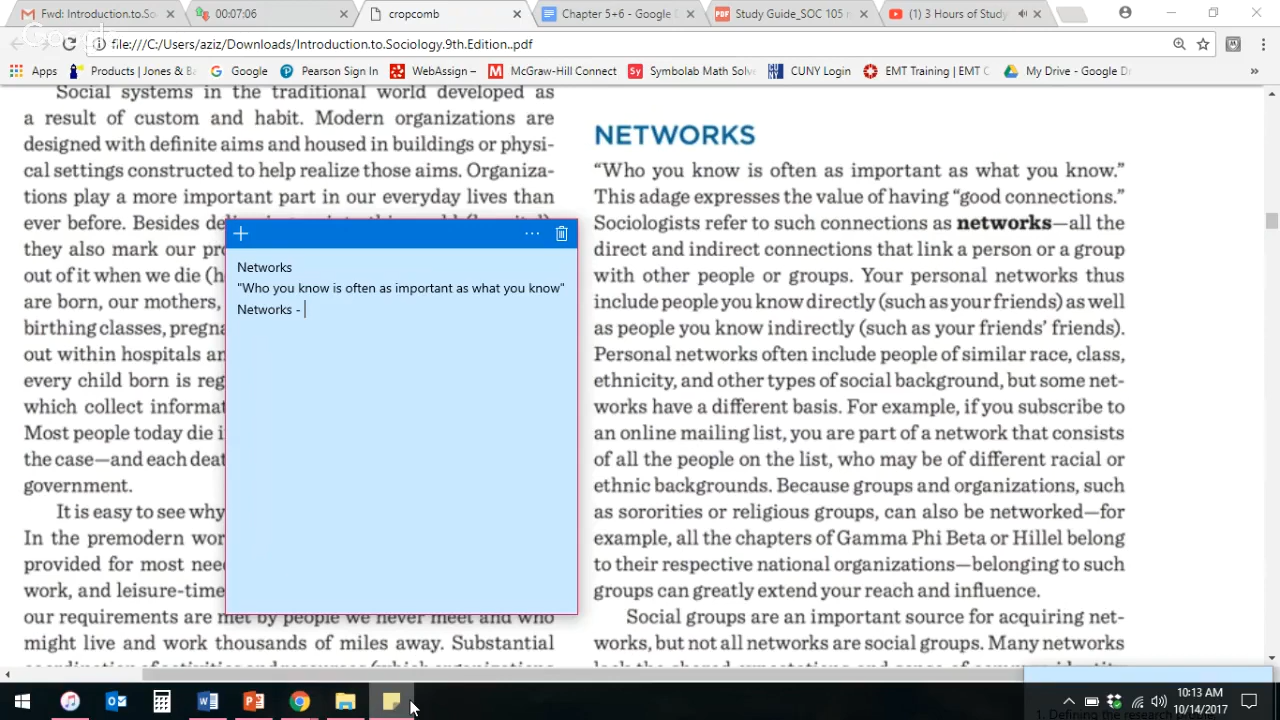 Fwd: Introduction.to.So
00:07:06
cropcomb
Chapter 5+6 - Google
Study Guide_SOC 105
(1) 3 Hours of Study
Google
file:///C:/Users/aziz/Downloads/Introduction.to.Sociology.9th.Edition..pdf
Apps
Products | Jones & Ba
Google
Person Sign In
WebAssign –
McGraw-Hill Connect
Sy
Symbolab Math Solve
CUNY Login
EMT Training | EMT C
My Drive - Google Dr
»
Social systems in the traditional world developed as
a result of custom and habit. Modern organizations are
designed with definite aims and housed in buildings or physi-
cal settings constructed to help realize those aims. Organiza-
tions play a more important part in our everyday lives than
ever before. Besides
they also mark our
out of it when we die
are born, our mothers,
birthing classes,
out within hospitals
every child born is
which collect
Most people today die
the case—and each
government.
It is easy to see why
In the premodern
provided for most
work, and leisure-time
our requirements are met by people we never meet and who
might live and work thousands of miles away. Substantial
Networks
"Who you know is often as important as what you know"
Networks -
NETWORKS
“Who you know is often as important as what you know.”
This adage expresses the value of having “good connections.”
Sociologists refer to such connections as networks—all the
direct and indirect connections that link a person or a group
with other people or groups. Your personal networks thus
include people you know directly (such as your friends) as well
as people you know indirectly (such as your friends’ friends).
Personal networks often include people of similar race, class,
ethnicity, and other types of social background, but some net-
works have a different basis. For example, if you subscribe to
an online mailing list, you are part of a network that consists
of all the people on the list, who may be of different racial or
ethnic backgrounds. Because groups and organizations, such
as sororities or religious groups, can also be networked—for
example, all the chapters of Gamma Phi Beta or Hillel belong
to their respective national organizations—belonging to such
groups can greatly extend your reach and influence.
Social groups are an important source for acquiring net-
works, but not all networks are social groups. Many networks
10:13 AM
10/14/2017
1. Defining the research